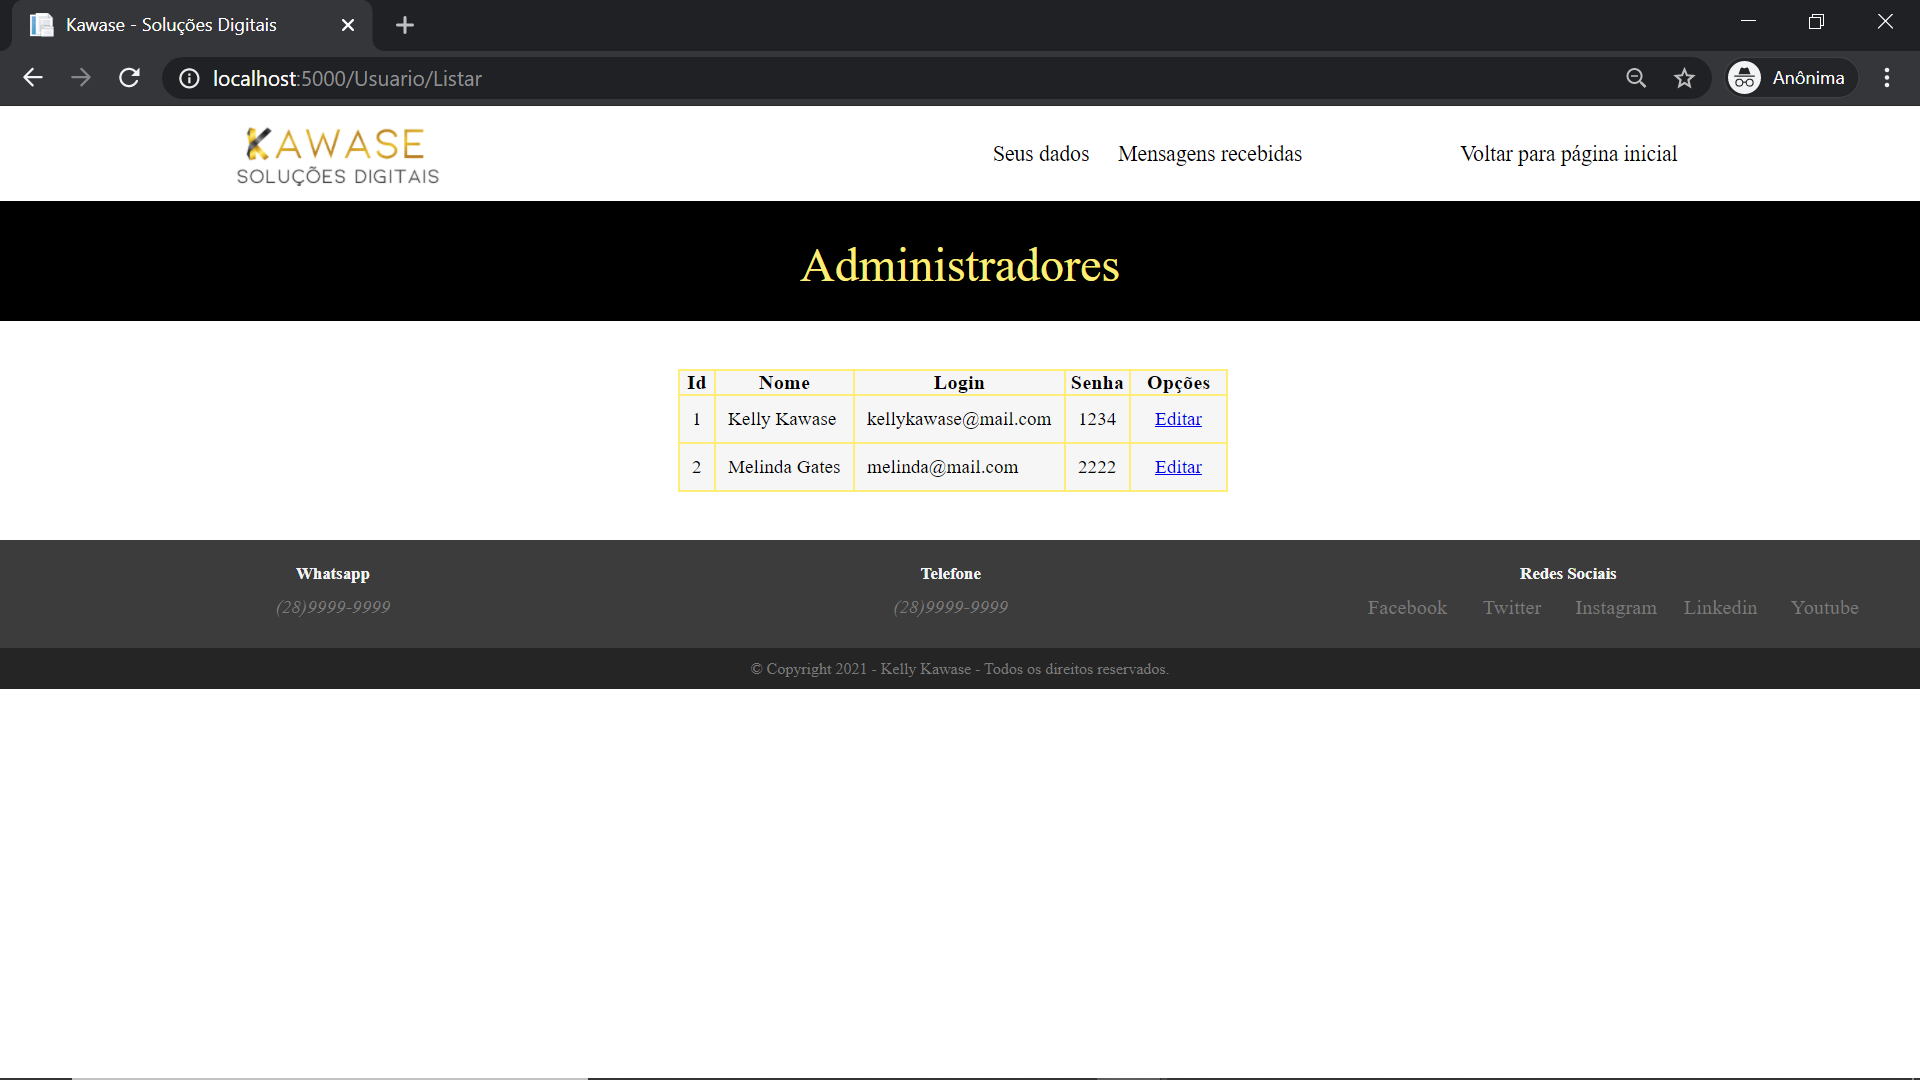 Kawase - Soluções Digitais
localhost:5000/Usuario/Listar
Anônima
KAWASE
SOLUÇÕES DIGITAIS
Seus dados Mensagens recebidas Voltar para página inicial
Administradores
Id Nome Login Senha Opções
1 Kelly Kawase kellykawase@mail.com 1234 Editar
2 Melinda Gates melinda@mail.com 2222 Editar
Whatsapp Telefone Redes Sociais
(28)9999-9999 (28)9999-9999 Facebook Twitter Instagram Linkedin Youtube
© Copyright 2021 - Kelly Kawase - Todos os direitos reservados.